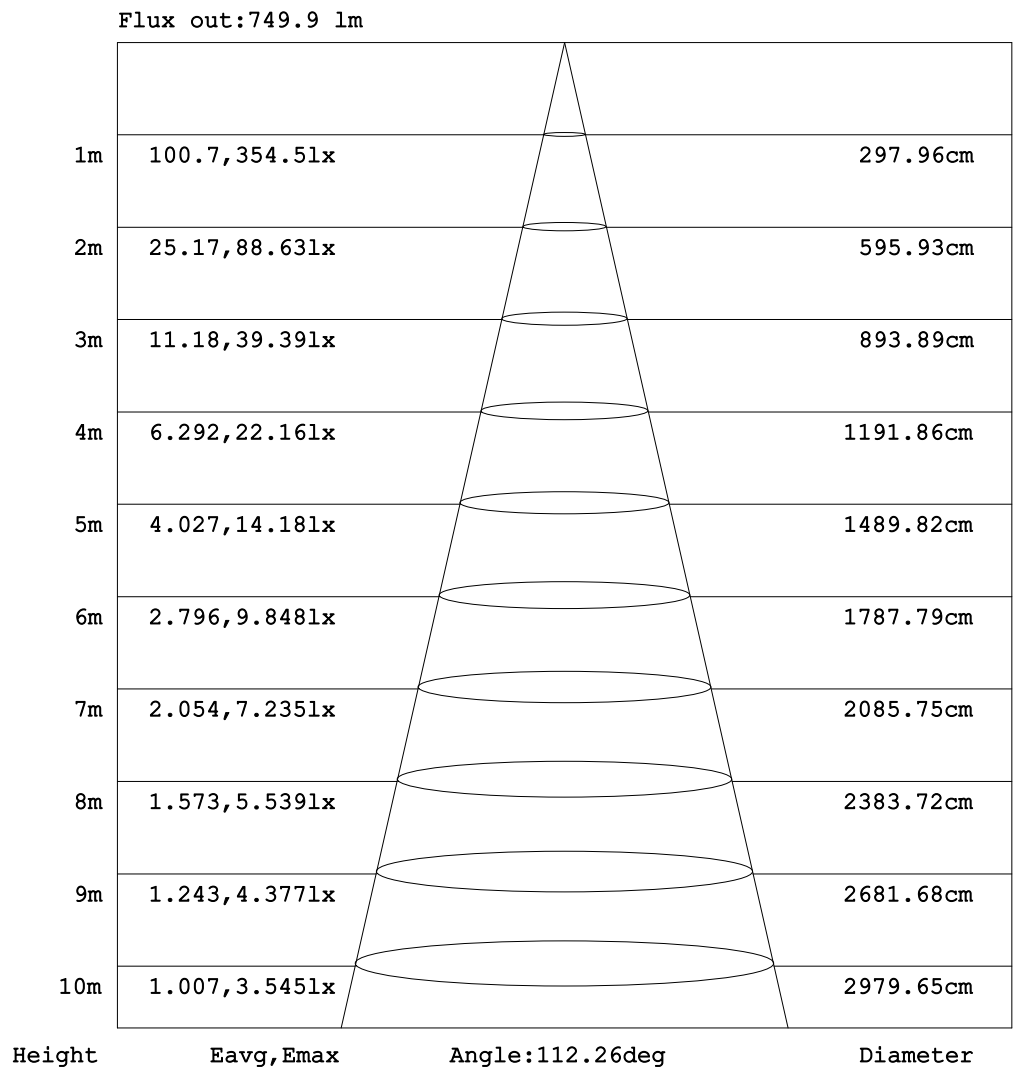 Flux out:749.9 lm
1m 100.7,354.5lx 297.96cm
2m 25.17,88.63lx 595.93cm
3m 11.18,39.39lx 893.89cm
4m 6.292,22.16lx 1191.86cm
5m 4.027,14.18lx 1489.82cm
6m 2.796,9.848lx 1787.79cm
7m 2.054,7.235lx 2085.75cm
8m 1.573,5.539lx 2383.72cm
9m 1.243,4.377lx 2681.68cm
10m 1.007,3.545lx 2979.65cm
Height Eavg,Emax Angle:112.26deg Diameter